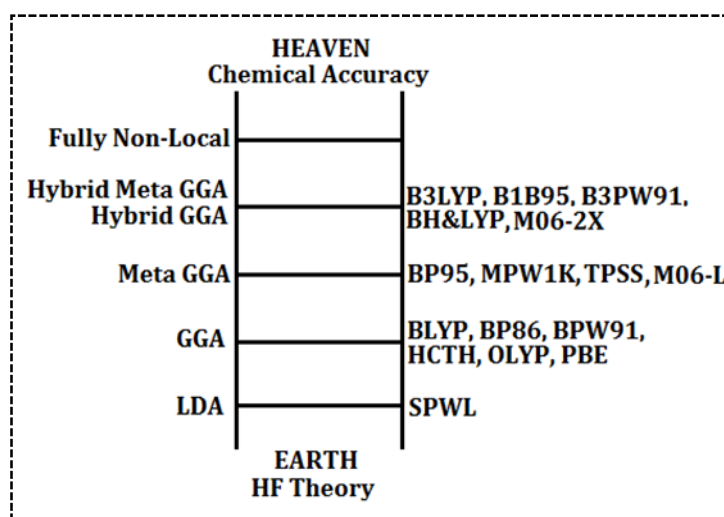 HEAVEN
Chemical Accuracy
Fully Non-Local
Hybrid Meta GGA
Hybrid GGA
B3LYP, B1B95, B3PW91,
BH&LYP, M06-2X
Meta GGA
BP95, MPW1K, TPSS, M06-L
GGA
BLYP, BP86, BPW91,
HCTH, OLYP, PBE
LDA
SPWL
EARTH
HF Theory